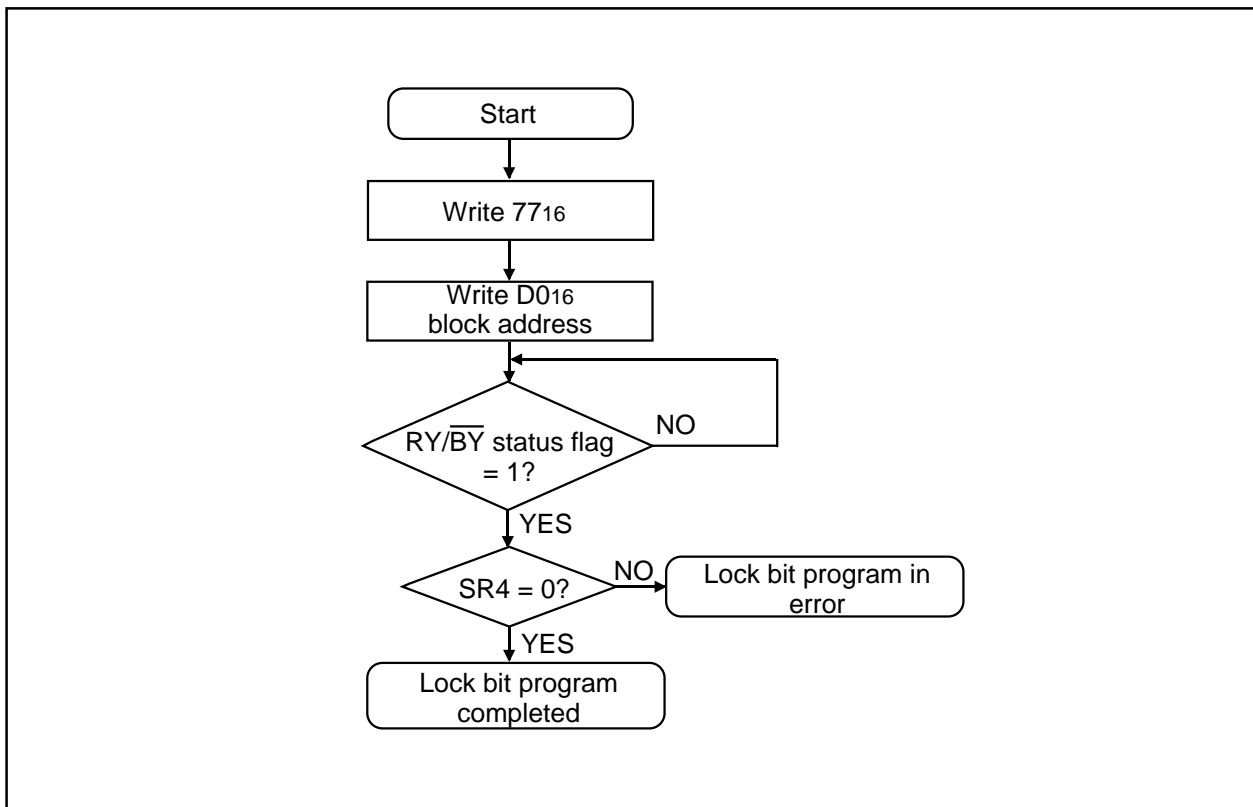 Start
Write 77₁₆
Write D0₁₆
block address
NO
RY/B̅Y̅ status flag
= 1?
YES
NO
Lock bit program in
error
SR4 = 0?
YES
Lock bit program
completed